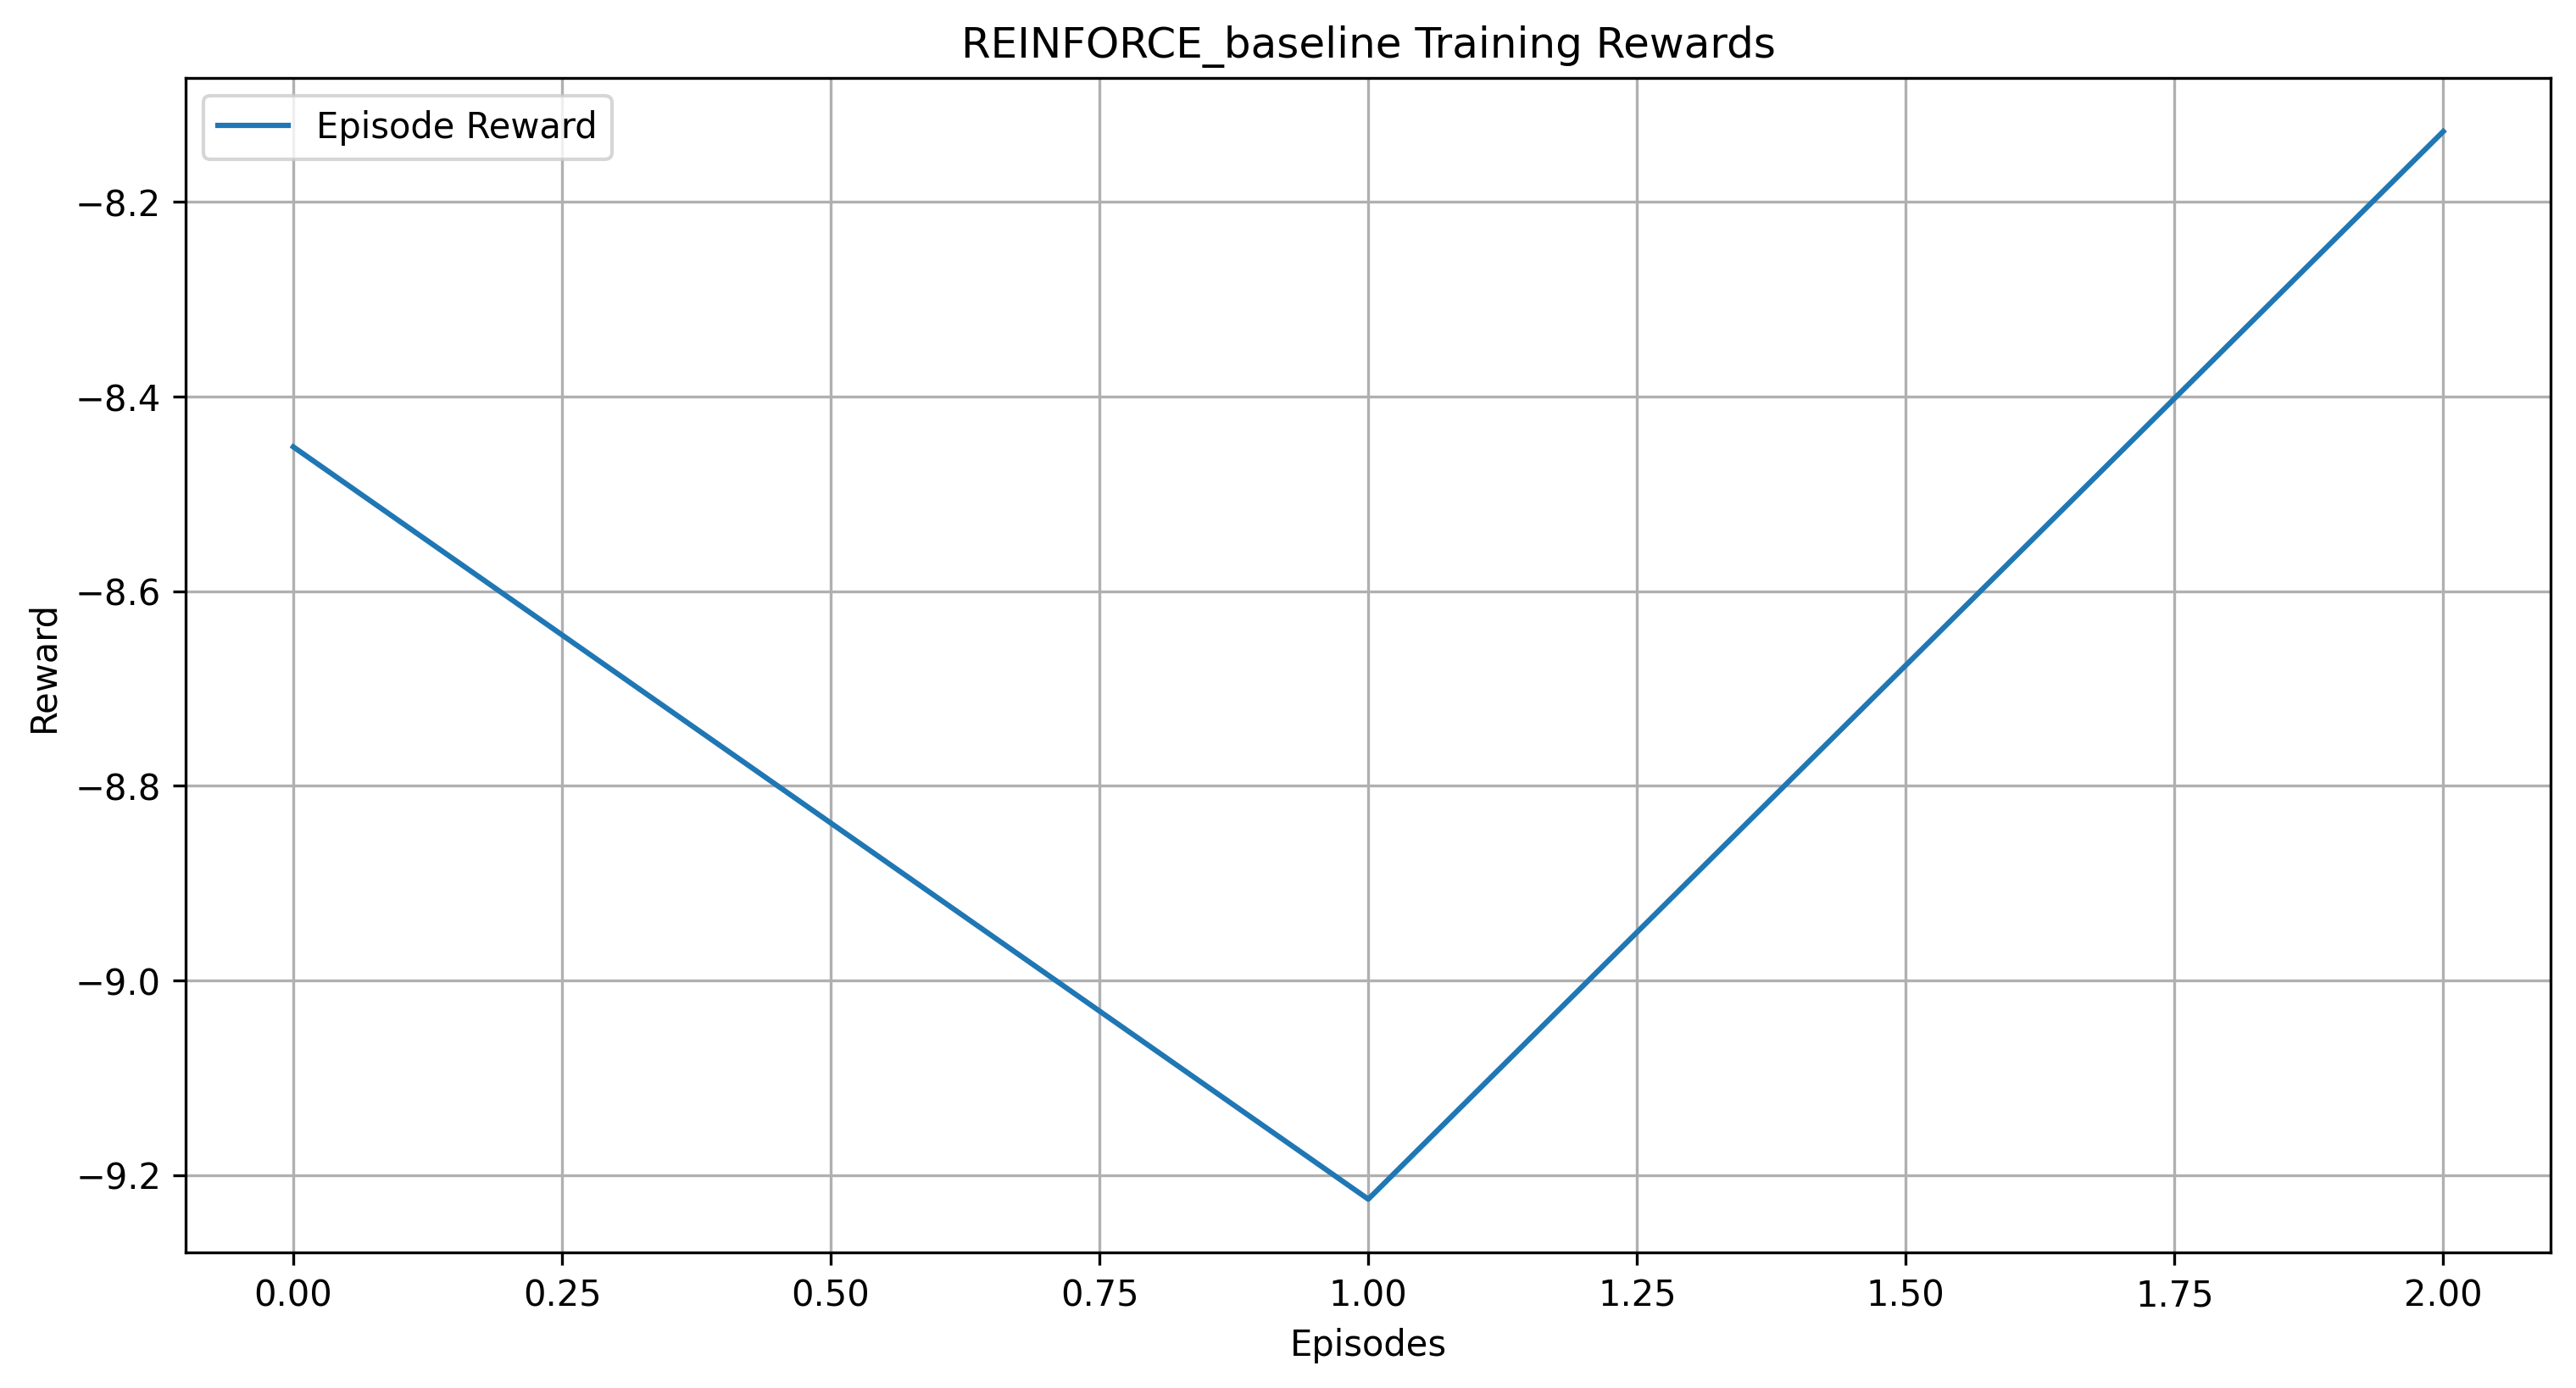 REINFORCE_baseline Training Rewards
Episode Reward
−8.2
−8.4
−8.6
−8.8
−9.0
−9.2
Reward
0.00 0.25 0.50 0.75 1.00 1.25 1.50 1.75 2.00
Episodes